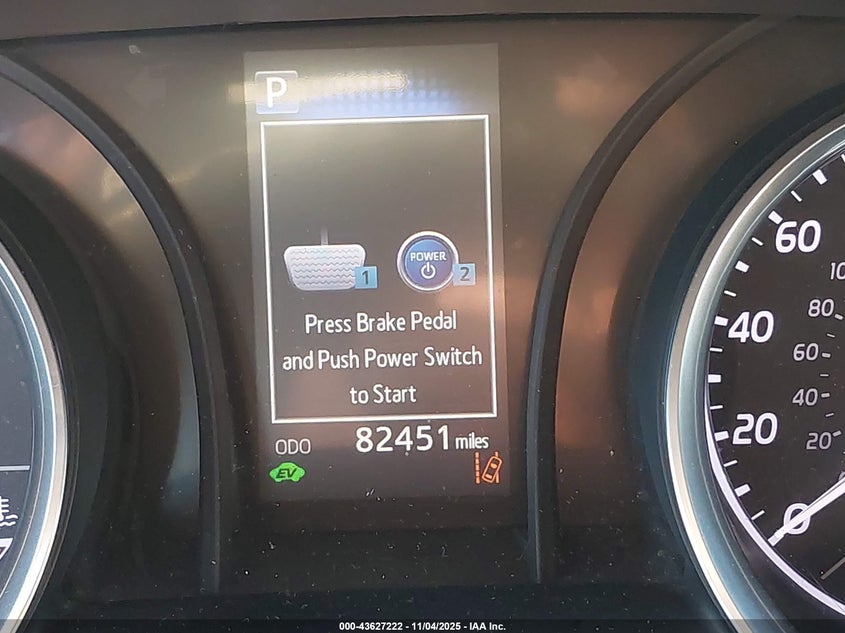 P
POWER
1
2
Press Brake Pedal
and Push Power Switch
to Start
ODO 82451 miles
EV
60
80
40
60
40
20
20
0
000-43627222 - 11/04/2025 - IAA Inc.